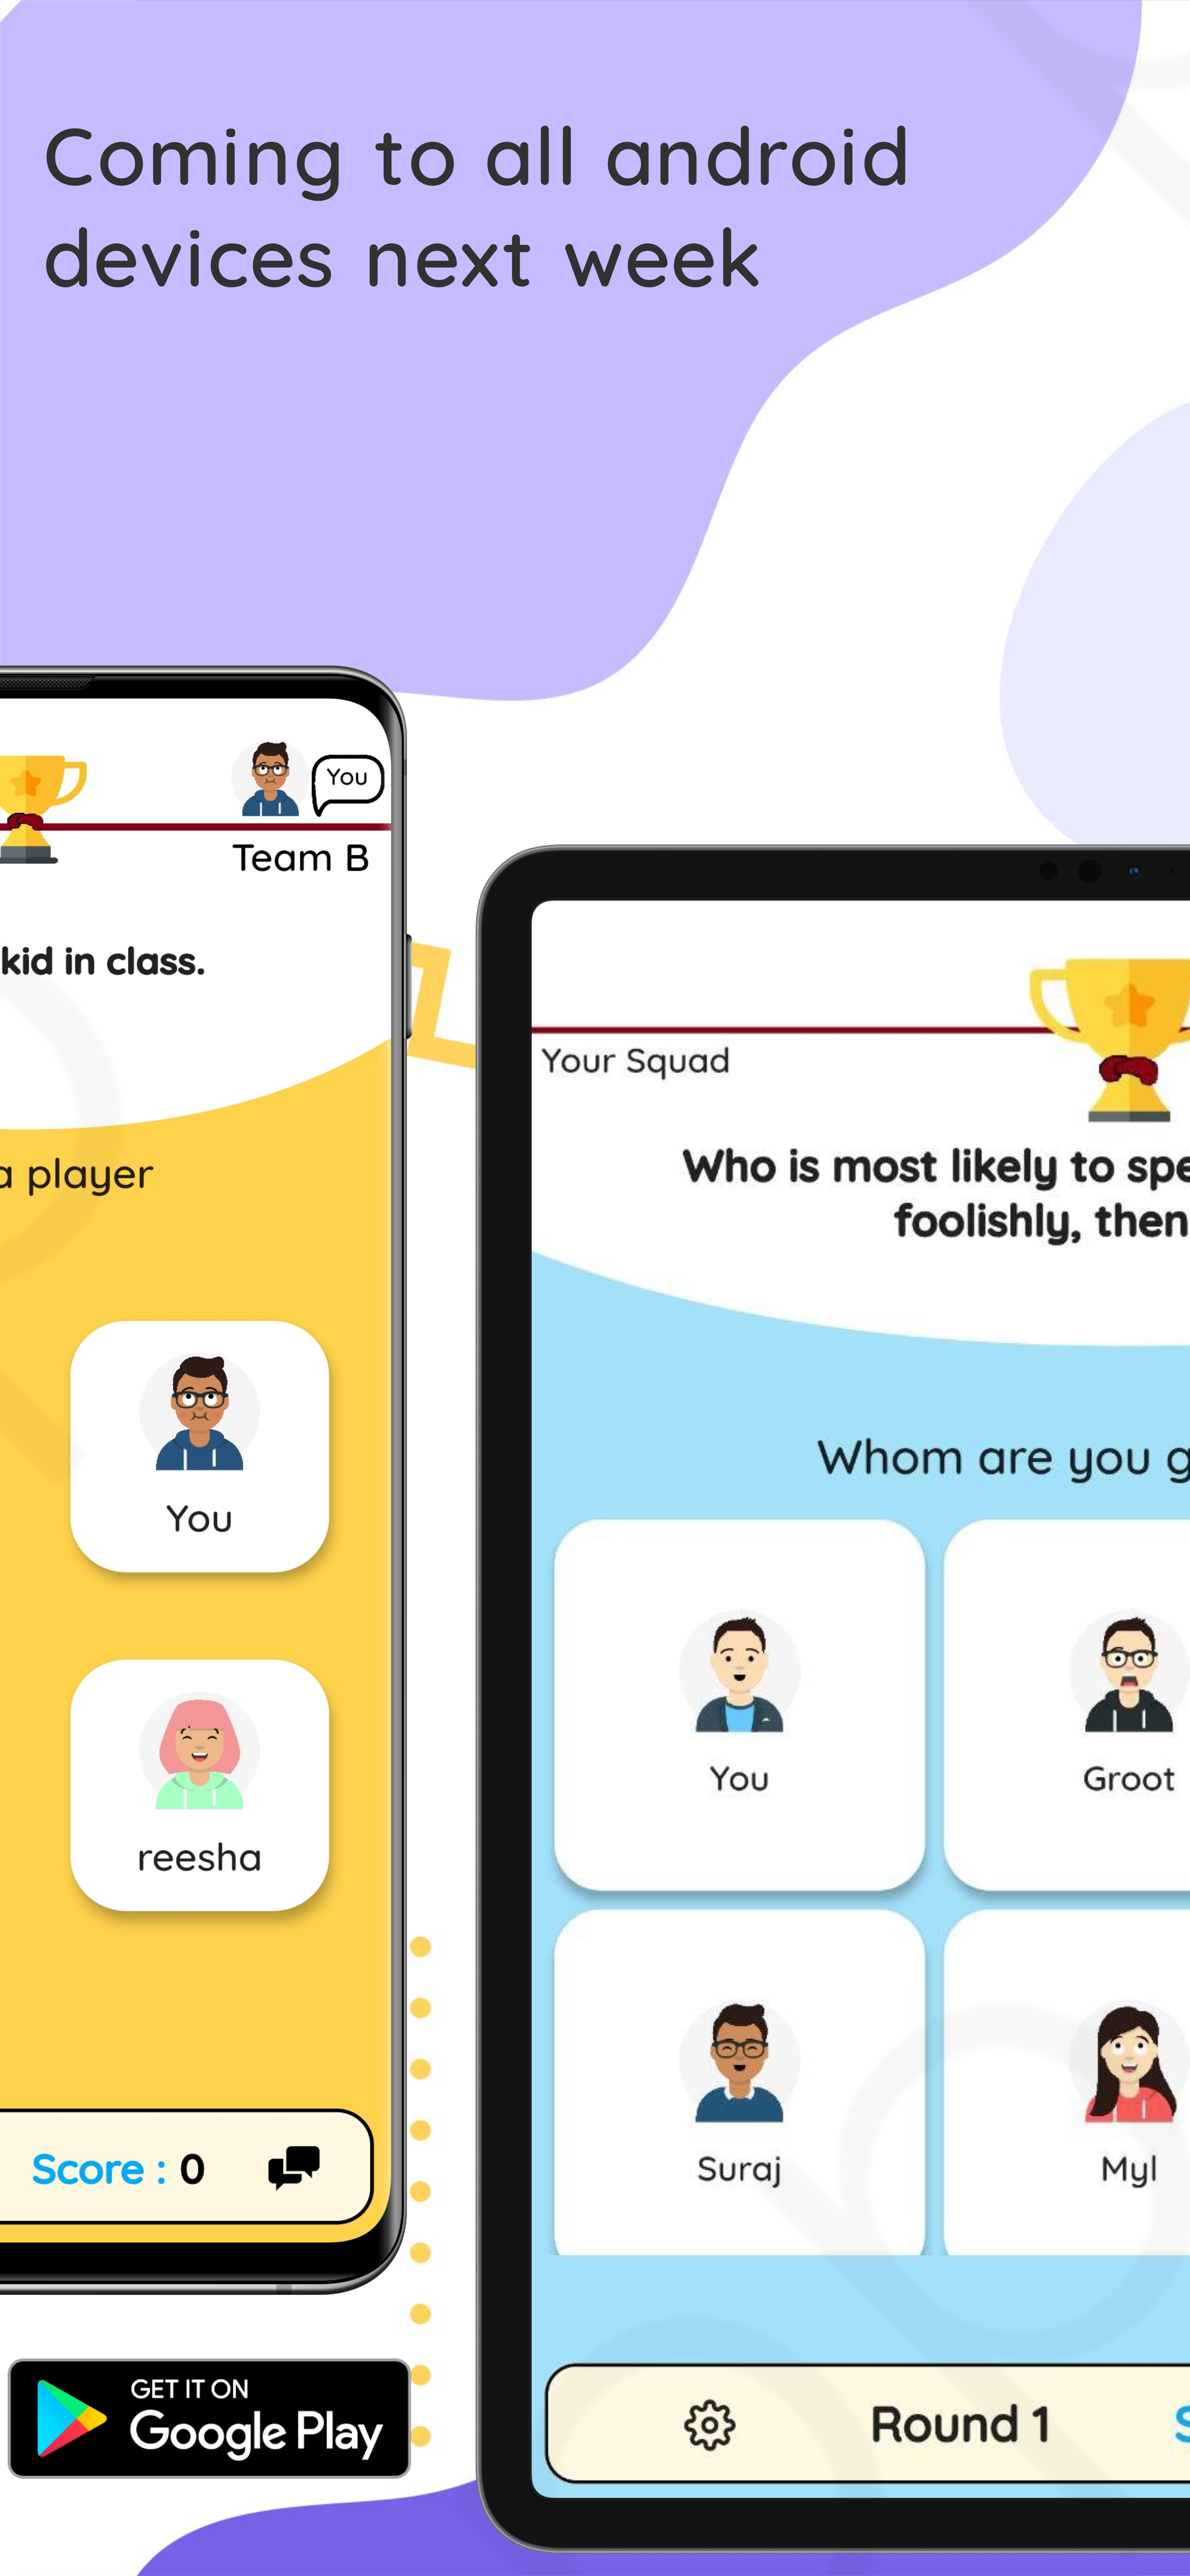 Coming to all android
devices next week
You
Team B
kid in class.
a player
You
reesha
Score : 0
GET IT ON
Google Play
Your Squad
Who is most likely to spe
foolishly, then
Whom are you g
You
Groot
Suraj
Myl
Round 1
S